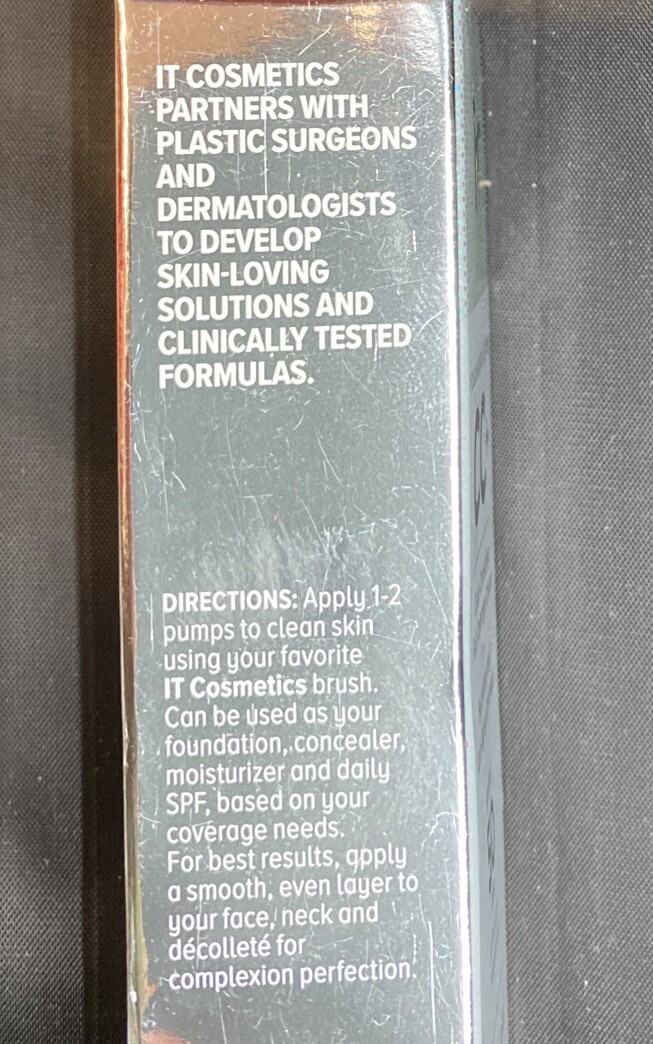 IT COSMETICS
PARTNERS WITH
PLASTIC SURGEONS
AND
DERMATOLOGISTS
TO DEVELOP
SKIN-LOVING
SOLUTIONS AND
CLINICALLY TESTED
FORMULAS.
DIRECTIONS: Apply 1-2
pumps to clean skin
using your favorite
IT Cosmetics brush.
Can be used as your
foundation, concealer,
moisturizer and daily
SPF, based on your
coverage needs.
For best results, apply
a smooth, even layer to
your face, neck and
décolleté for
complexion perfection.
CC+